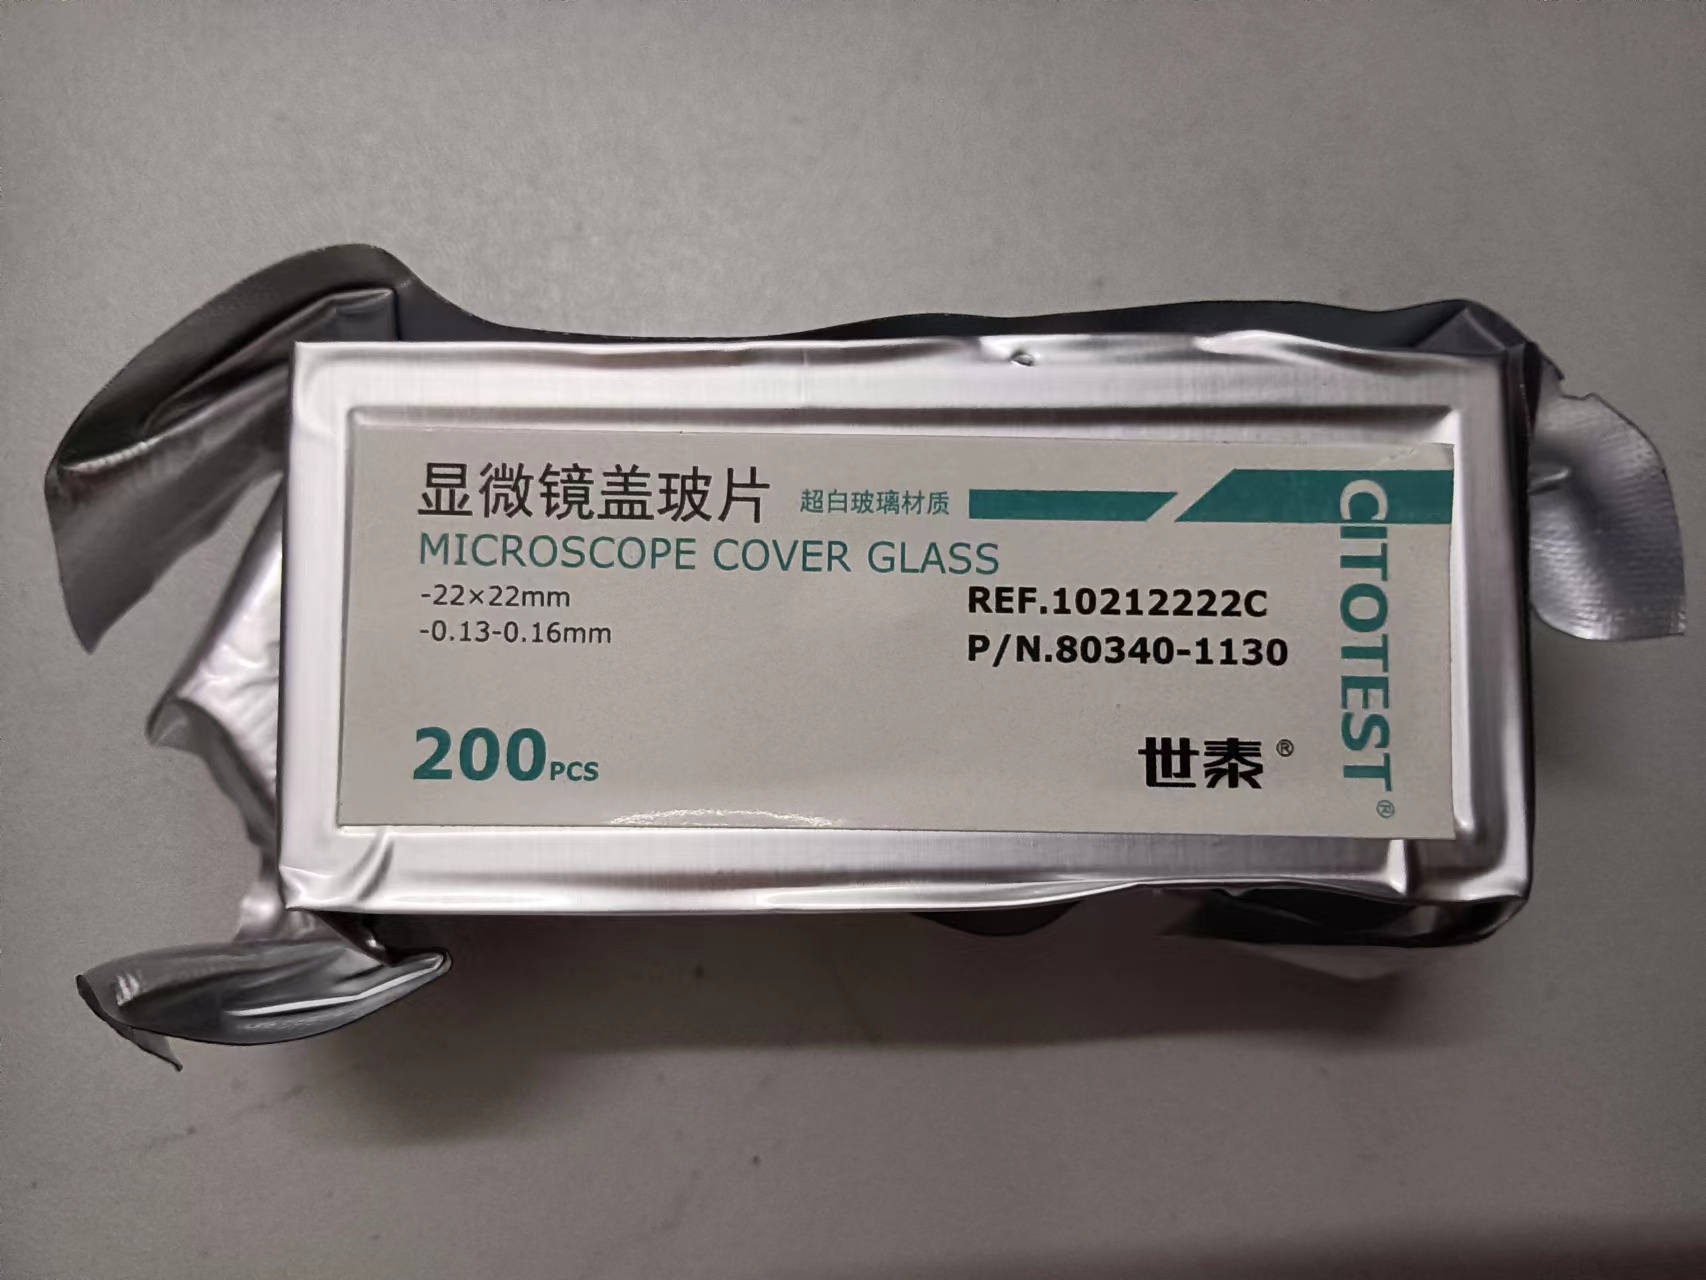 显微镜盖玻片 超白玻璃材质
MICROSCOPE COVER GLASS
-22×22mm
-0.13-0.16mm
REF.10212222C
P/N.80340-1130
200PCS
世泰®
CITOTEST®